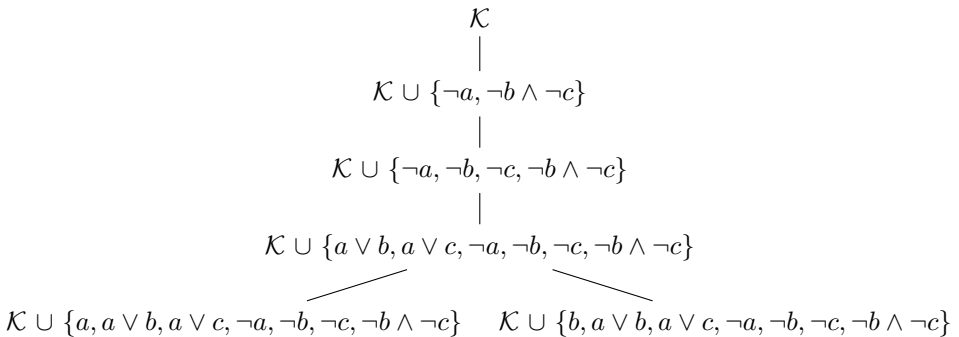 𝒦
𝒦 ∪ {¬a, ¬b ∧ ¬c}
𝒦 ∪ {¬a, ¬b, ¬c, ¬b ∧ ¬c}
𝒦 ∪ {a ∨ b, a ∨ c, ¬a, ¬b, ¬c, ¬b ∧ ¬c}
𝒦 ∪ {a, a ∨ b, a ∨ c, ¬a, ¬b, ¬c, ¬b ∧ ¬c} 𝒦 ∪ {b, a ∨ b, a ∨ c, ¬a, ¬b, ¬c, ¬b ∧ ¬c}